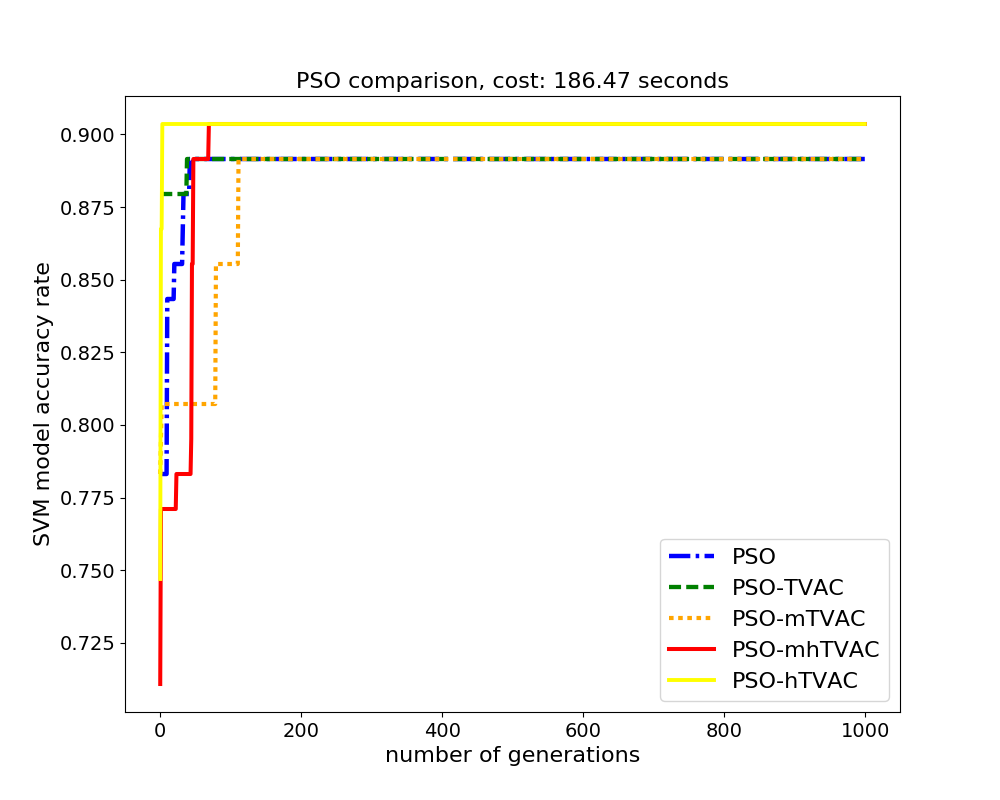 PSO comparison, cost: 186.47 seconds
0.900
0.875
0.850
0.825
0.800
0.775
0.750
0.725
SVM model accuracy rate
PSO
PSO-TVAC
PSO-mTVAC
PSO-mhTVAC
PSO-hTVAC
0 200 400 600 800 1000
number of generations